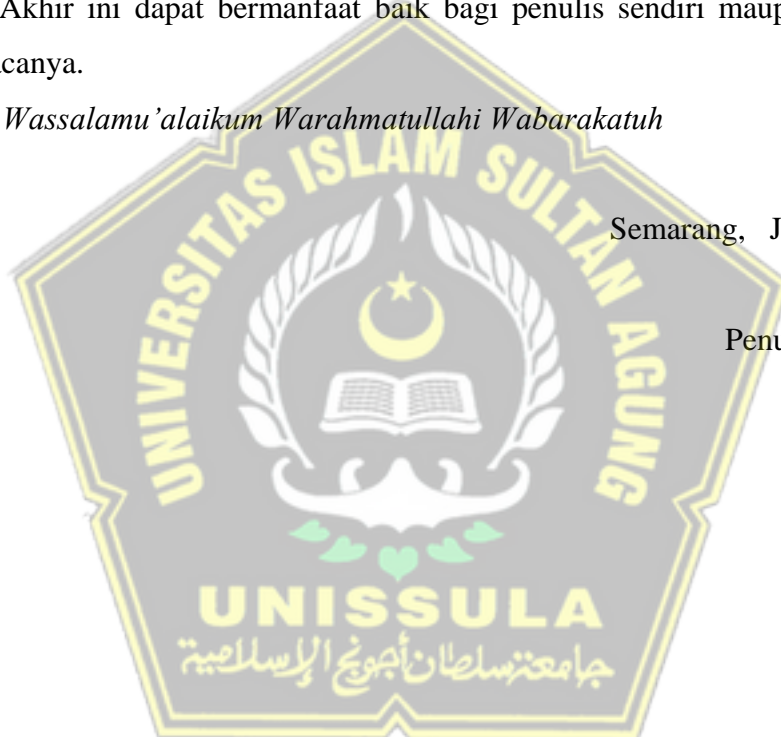 Akhir ini dapat bermanfaat baik bagi penulis sendiri maup
acanya.
Wassalamu’alaikum Warahmatullahi Wabarakatuh
UNIVERSITAS ISLAM SULTAN AGUNG
Semarang, J
Penu
UNISSULA
جامعة سلطان أجونج الإسلامية